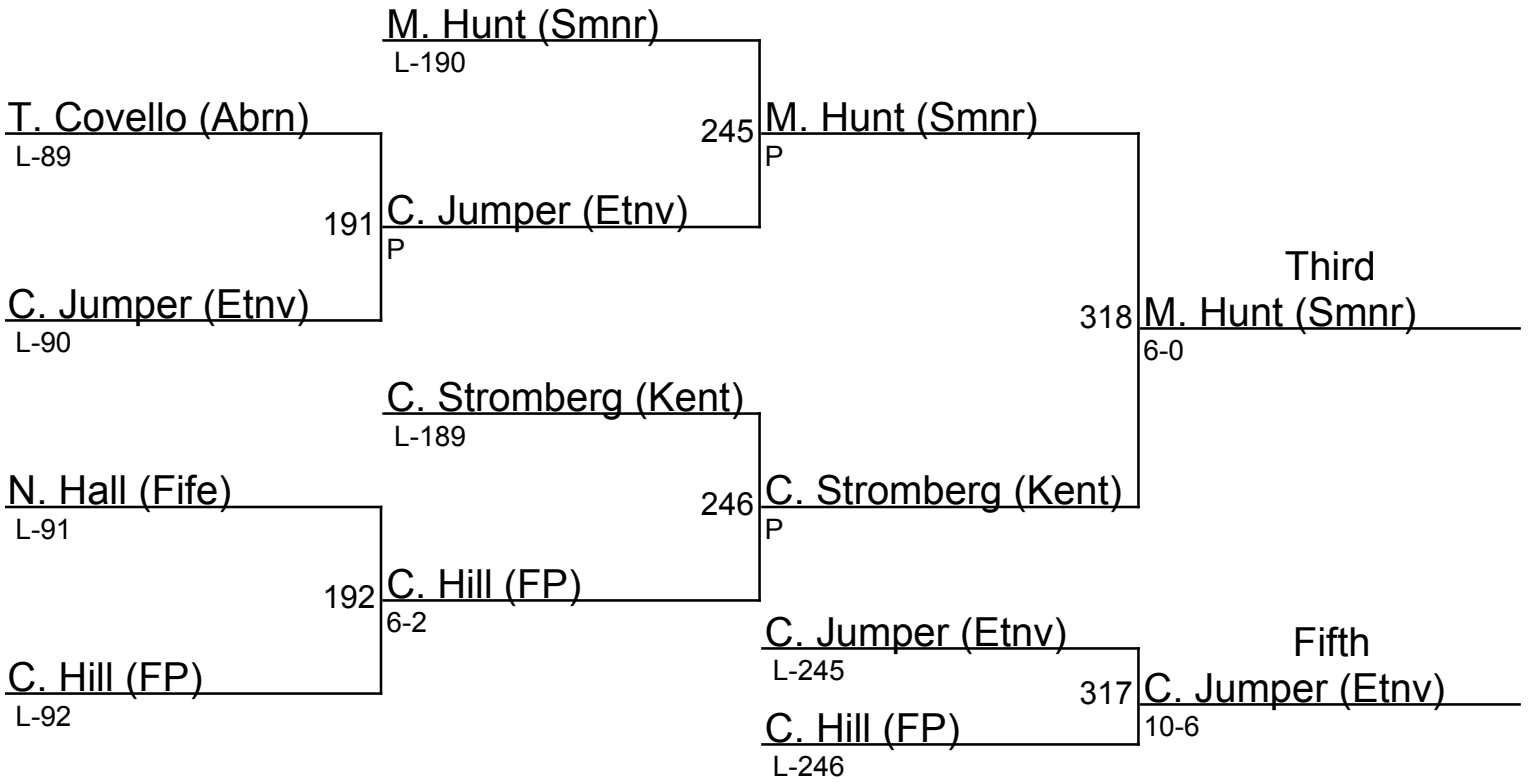 M. Hunt (Smnr)
L-190
T. Covello (Abrn)
L-89
245 M. Hunt (Smnr)
P
191 C. Jumper (Etnv)
P
C. Jumper (Etnv)
L-90
Third
318 M. Hunt (Smnr)
6-0
C. Stromberg (Kent)
L-189
N. Hall (Fife)
L-91
246 C. Stromberg (Kent)
P
192 C. Hill (FP)
6-2
C. Hill (FP)
L-92
C. Jumper (Etnv)
L-245
Fifth
317 C. Jumper (Etnv)
10-6
C. Hill (FP)
L-246